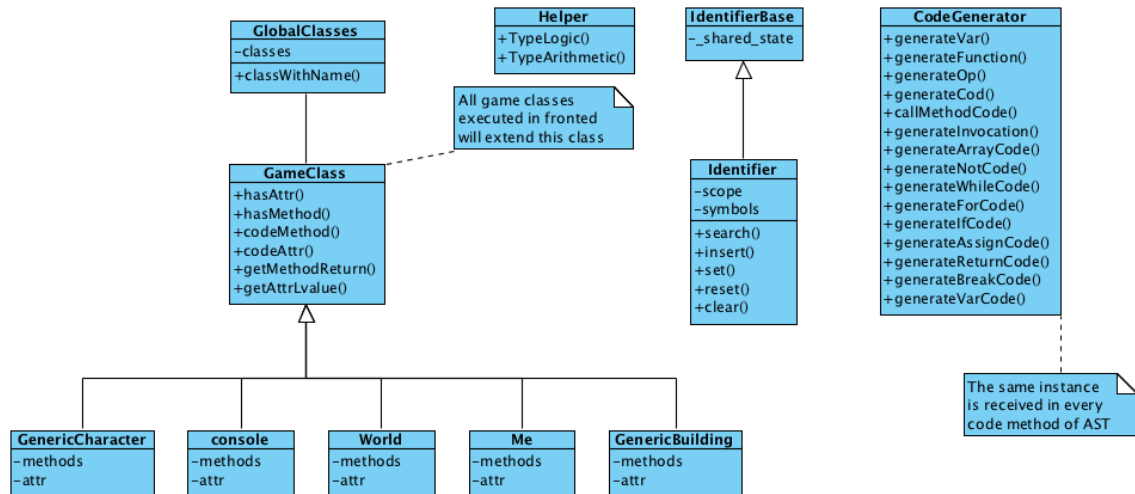 GlobalClasses
-classes
+classWithName()
Helper
+TypeLogic()
+TypeArithmetic()
IdentifierBase
-_shared_state
CodeGenerator
+generateVar()
+generateFunction()
+generateOp()
+generateCod()
+callMethodCode()
+generateInvocation()
+generateArrayCode()
+generateNotCode()
+generateWhileCode()
+generateForCode()
+generateIfCode()
+generateAssignCode()
+generateReturnCode()
+generateBreakCode()
+generateVarCode()
All game classes
executed in fronted
will extend this class
GameClass
+hasAttr()
+hasMethod()
+codeMethod()
+codeAttr()
+getMethodReturn()
+getAttrLvalue()
Identifier
-scope
-symbols
+search()
+insert()
+set()
+reset()
+clear()
The same instance
is received in every
code method of AST
GenericCharacter
-methods
-attr
console
-methods
-attr
World
-methods
-attr
Me
-methods
-attr
GenericBuilding
-methods
-attr